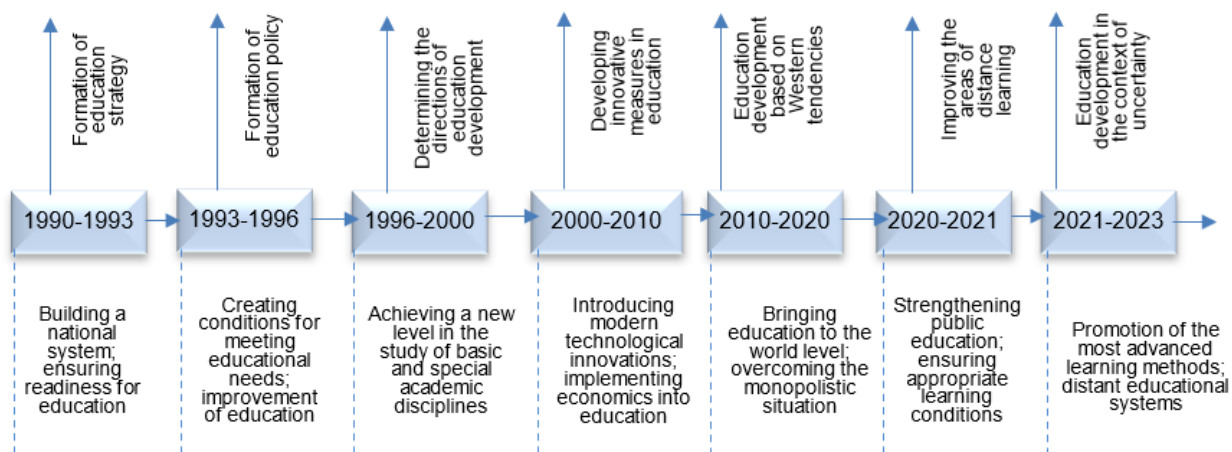 Formation of
education
strategy
Formation of
education policy
Determining the
directions of
education
development
Developing
innovative
measures in
education
Education
development
based on
Western
tendencies
Improving the
areas of
distance
learning
Education
development in
the context of
uncertainty
1990-1993
1993-1996
1996-2000
2000-2010
2010-2020
2020-2021
2021-2023
Building a
national
system;
ensuring
readiness for
education
Creating
conditions for
meeting
educational
needs;
improvement
of education
Achieving a new
level in the
study of basic
and special
academic
disciplines
Introducing
modern
technological
innovations;
implementing
economics into
education
Bringing
education to the
world level;
overcoming the
monopolistic
situation
Strengthening
public
education;
ensuring
appropriate
learning
conditions
Promotion of the
most advanced
learning methods;
distant educational
systems